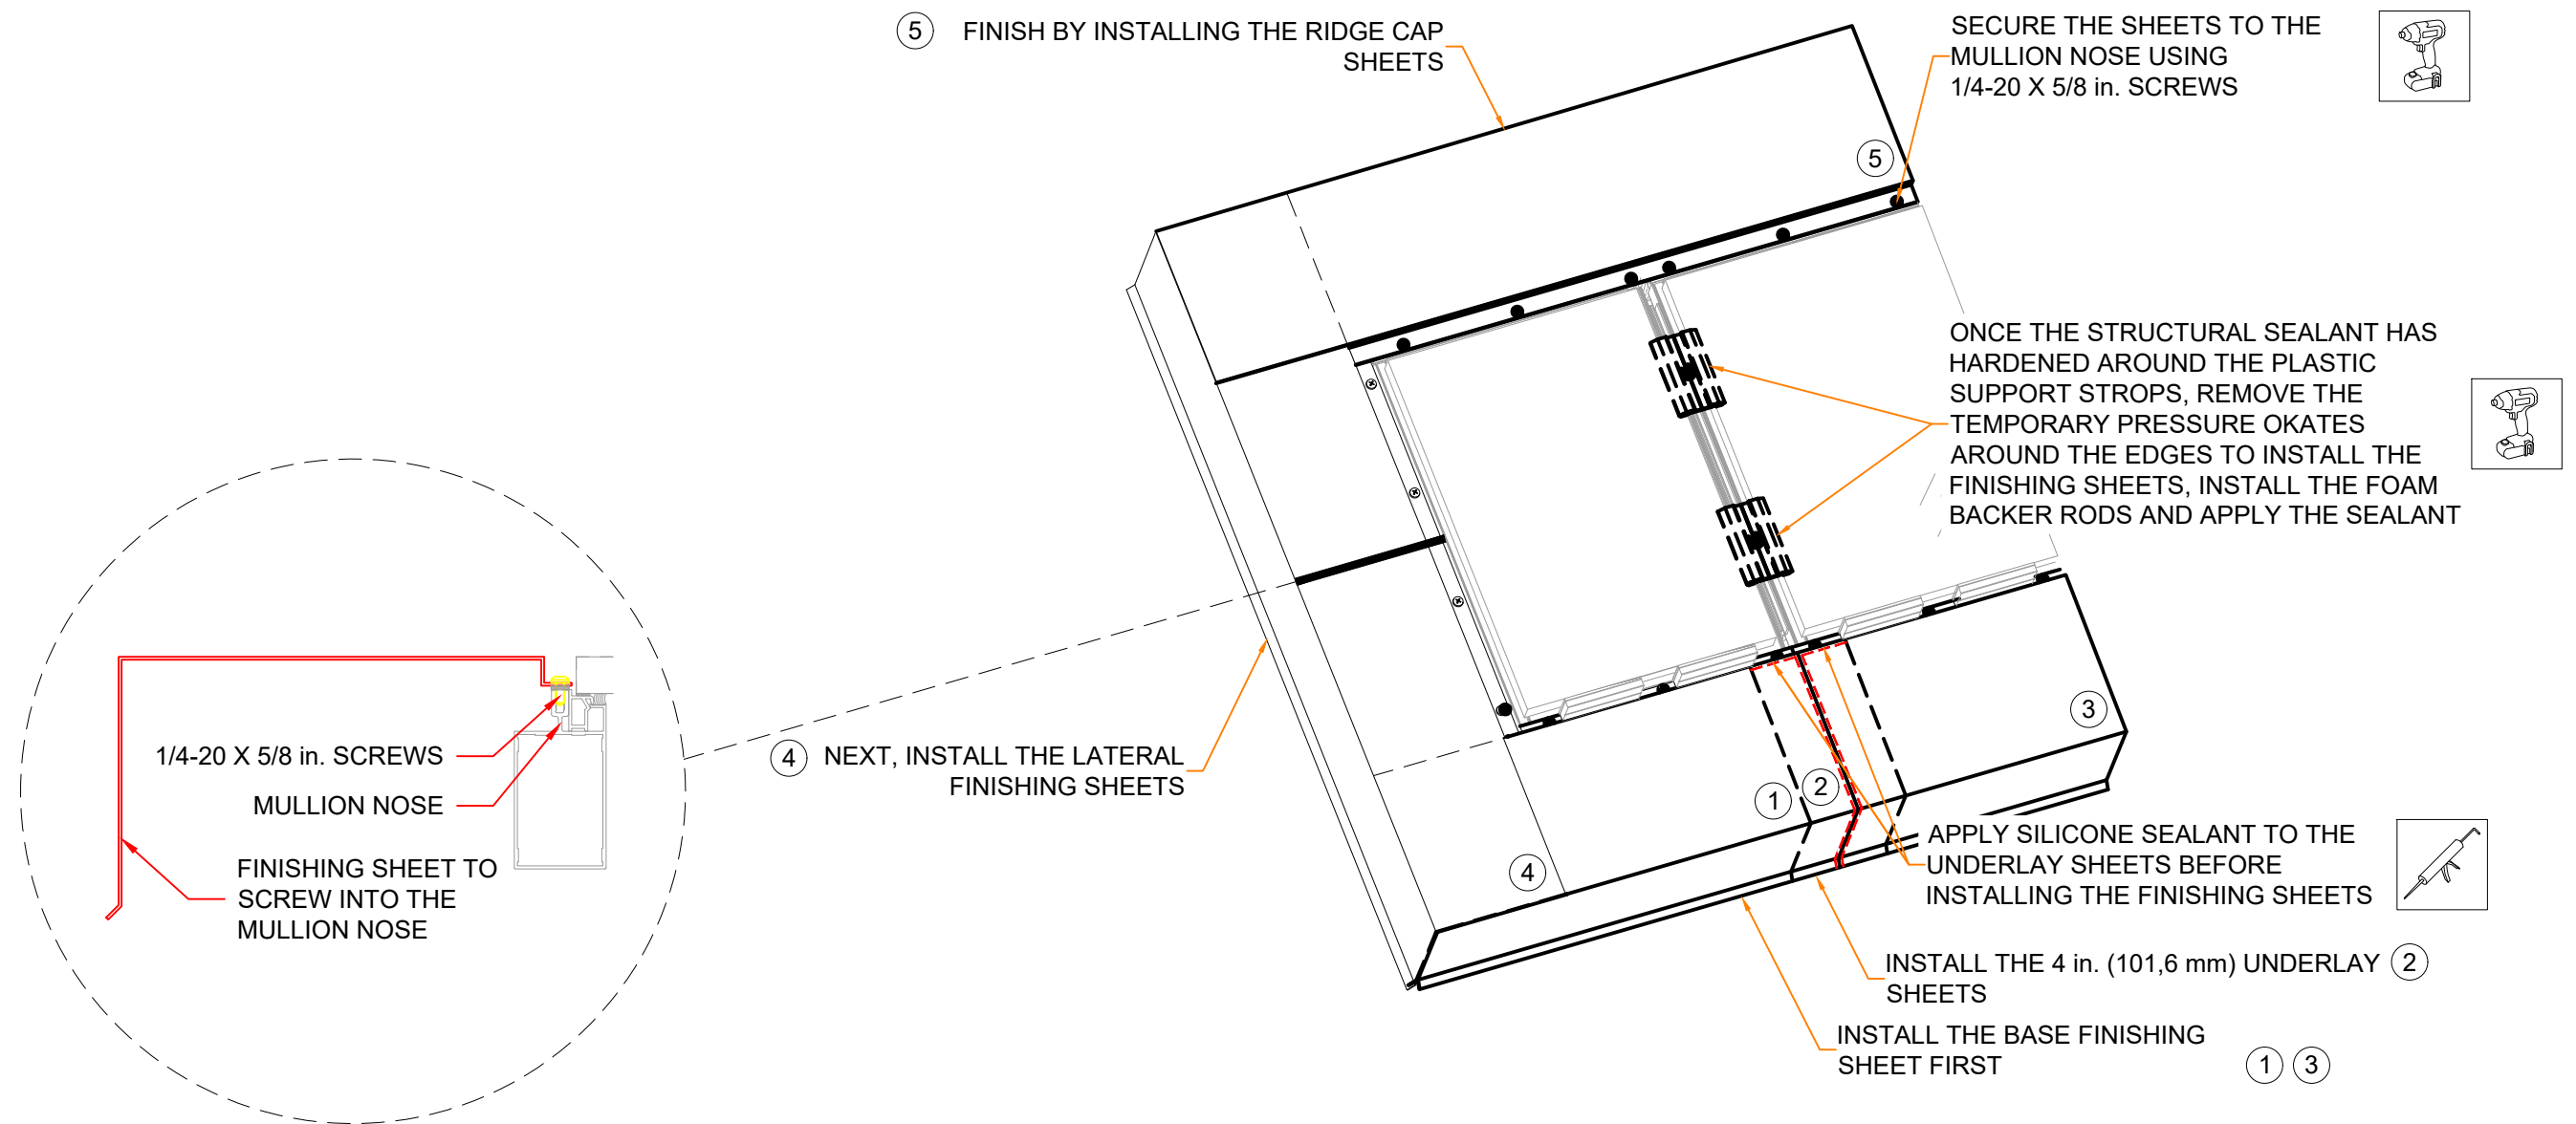 5 FINISH BY INSTALLING THE RIDGE CAP
SHEETS
SECURE THE SHEETS TO THE
MULLION NOSE USING
1/4-20 X 5/8 in. SCREWS
5
ONCE THE STRUCTURAL SEALANT HAS
HARDENED AROUND THE PLASTIC
SUPPORT STROPS, REMOVE THE
TEMPORARY PRESSURE OKATES
AROUND THE EDGES TO INSTALL THE
FINISHING SHEETS, INSTALL THE FOAM
BACKER RODS AND APPLY THE SEALANT
1/4-20 X 5/8 in. SCREWS
MULLION NOSE
FINISHING SHEET TO
SCREW INTO THE
MULLION NOSE
4 NEXT, INSTALL THE LATERAL
FINISHING SHEETS
3
1
2
4
APPLY SILICONE SEALANT TO THE
UNDERLAY SHEETS BEFORE
INSTALLING THE FINISHING SHEETS
INSTALL THE 4 in. (101,6 mm) UNDERLAY 2
SHEETS
INSTALL THE BASE FINISHING
SHEET FIRST 1 3